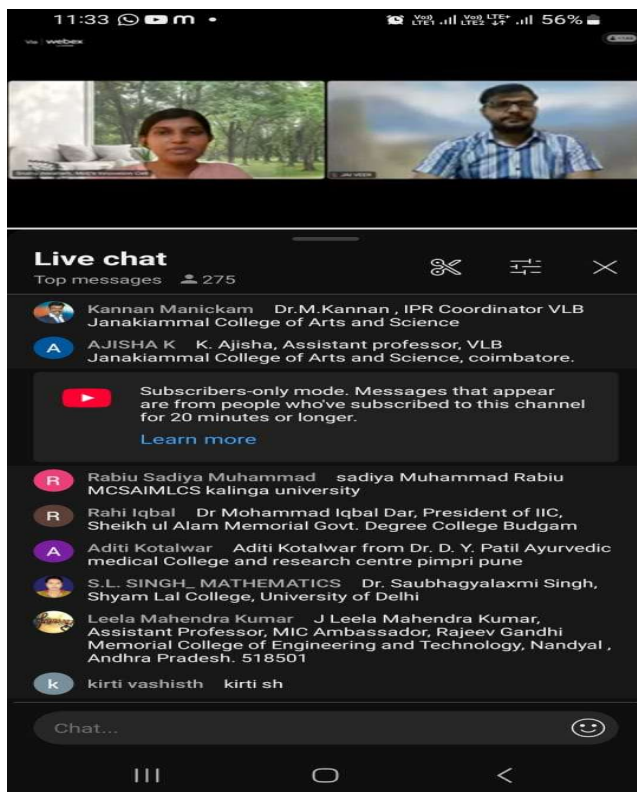 11:33
Vo)) LTE1 Vo)) LTE+ LTE2 56%
webex
JAI VEER
Live chat
Top messages 275
Kannan Manickam Dr.M.Kannan , IPR Coordinator VLB
Janakiammal College of Arts and Science
A AJISHA K K. Ajisha, Assistant professor, VLB
Janakiammal College of Arts and Science, coimbatore.
Subscribers-only mode. Messages that appear
are from people who've subscribed to this channel
for 20 minutes or longer.
Learn more
R Rabiu Sadiya Muhammad sadiya Muhammad Rabiu
MCSAIMLCS kalinga university
R Rahi Iqbal Dr Mohammad Iqbal Dar, President of IIC,
Sheikh ul Alam Memorial Govt. Degree College Budgam
A Aditi Kotalwar Aditi Kotalwar from Dr. D. Y. Patil Ayurvedic
medical College and research centre pimpri pune
S.L. SINGH_ MATHEMATICS Dr. Saubhagyalaxmi Singh,
Shyam Lal College, University of Delhi
Leela Mahendra Kumar J Leela Mahendra Kumar,
Assistant Professor, MIC Ambassador, Rajeev Gandhi
Memorial College of Engineering and Technology, Nandyal ,
Andhra Pradesh. 518501
k kirti vashisth kirti sh
Chat...